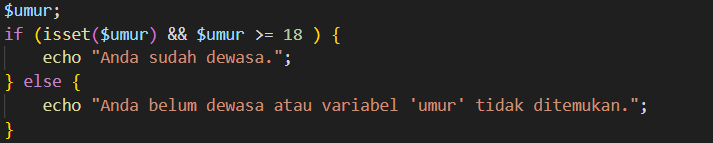 $umur;
if (isset($umur) && $umur >= 18 ) {
    echo "Anda sudah dewasa.";
} else {
    echo "Anda belum dewasa atau variabel 'umur' tidak ditemukan.";
}